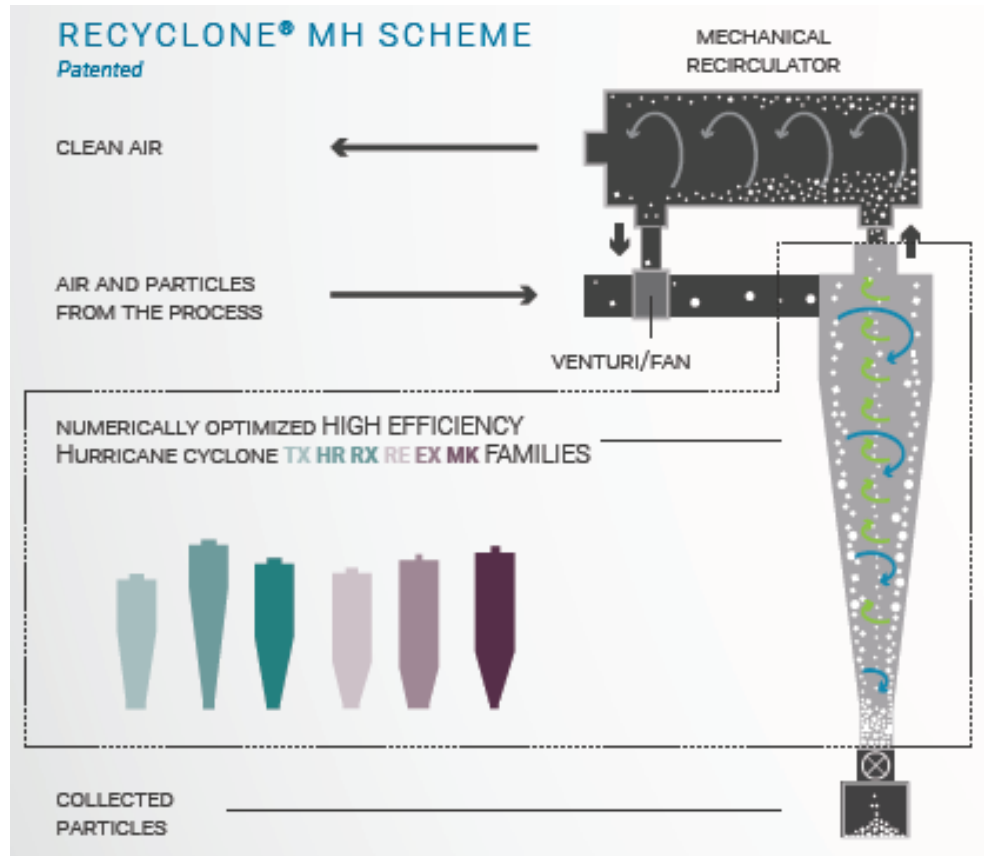 RECYCLONE® MH SCHEME
Patented
MECHANICAL
RECIRCULATOR
CLEAN AIR
AIR AND PARTICLES
FROM THE PROCESS
VENTURI/FAN
NUMERICALLY OPTIMIZED HIGH EFFICIENCY
HURRICANE CYCLONE TX HR RX RE EX MK FAMILIES
COLLECTED
PARTICLES